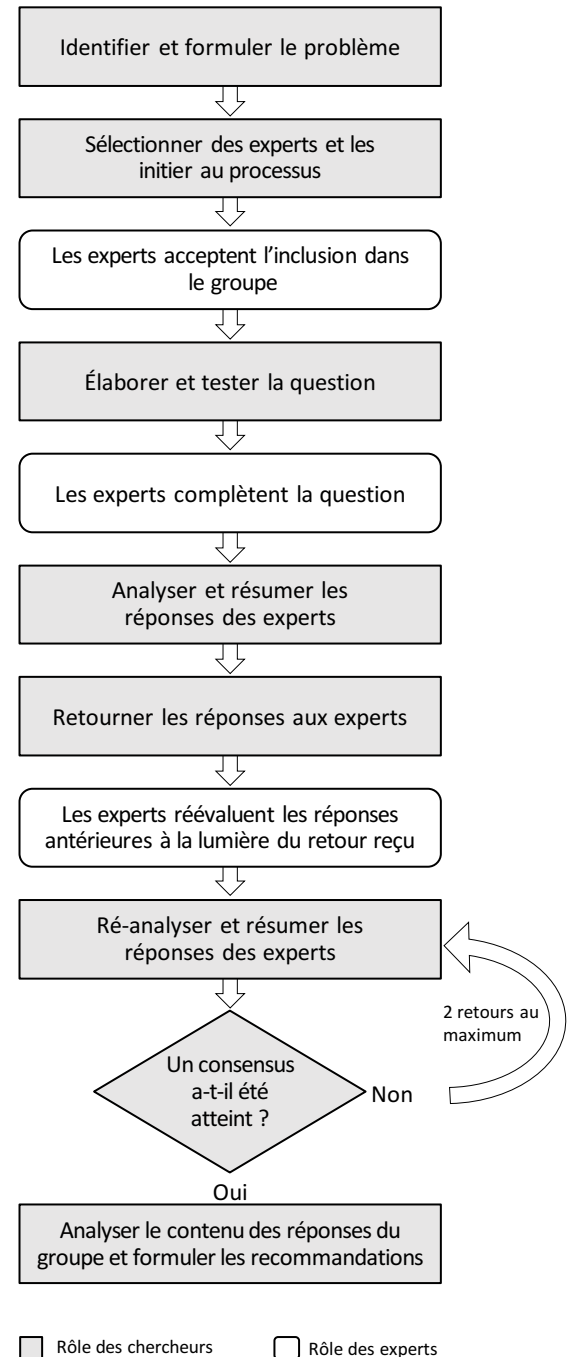 Identifier et formuler le problème
Sélectionner des experts et les
initier au processus
Les experts acceptent l'inclusion dans
le groupe
Élaborer et tester la question
Les experts complètent la question
Analyser et résumer les
réponses des experts
Retourner les réponses aux experts
Les experts réévaluent les réponses
antérieures à la lumière du retour reçu
Ré-analyser et résumer les
réponses des experts
2 retours au
maximum
Un consensus
a-t-il été
atteint ?
Non
Oui
Analyser le contenu des réponses du
groupe et formuler les recommandations
Rôle des chercheurs
Rôle des experts